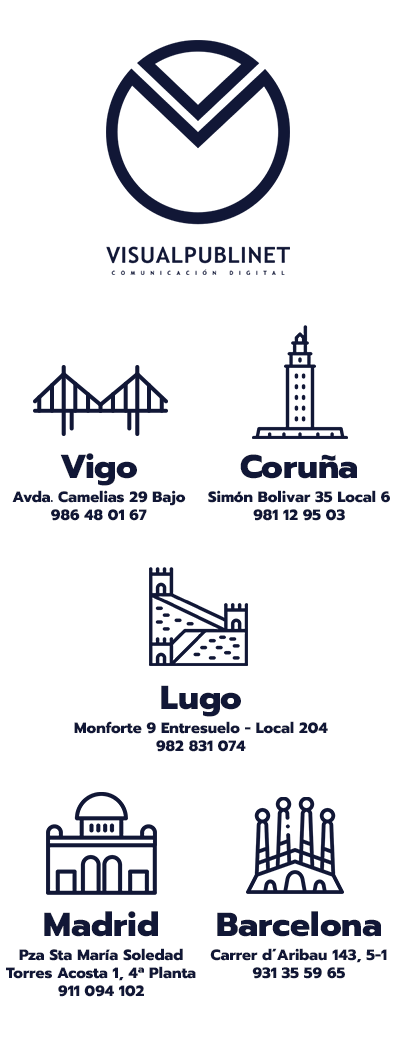 VISUALPUBLINET
COMUNICACIÓN DIGITAL
Vigo
Avda. Camelias 29 Bajo
986 48 01 67
Coruña
Simón Bolivar 35 Local 6
981 12 95 03
Lugo
Monforte 9 Entresuelo - Local 204
982 831 074
Madrid
Pza Sta María Soledad
Torres Acosta 1, 4ª Planta
911 094 102
Barcelona
Carrer d´Aribau 143, 5-1
931 35 59 65